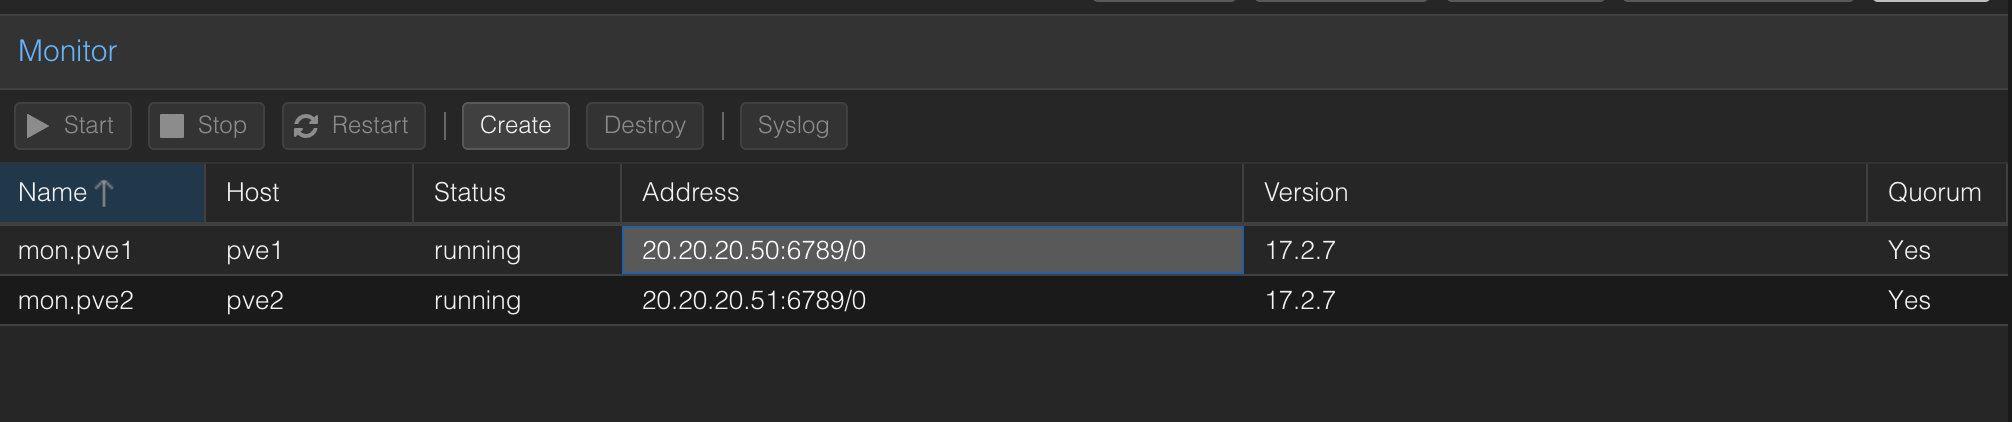 Monitor
Start Stop Restart Create Destroy Syslog
Name Host Status Address Version Quorum
mon.pve1 pve1 running 20.20.20.50:6789/0 17.2.7 Yes
mon.pve2 pve2 running 20.20.20.51:6789/0 17.2.7 Yes